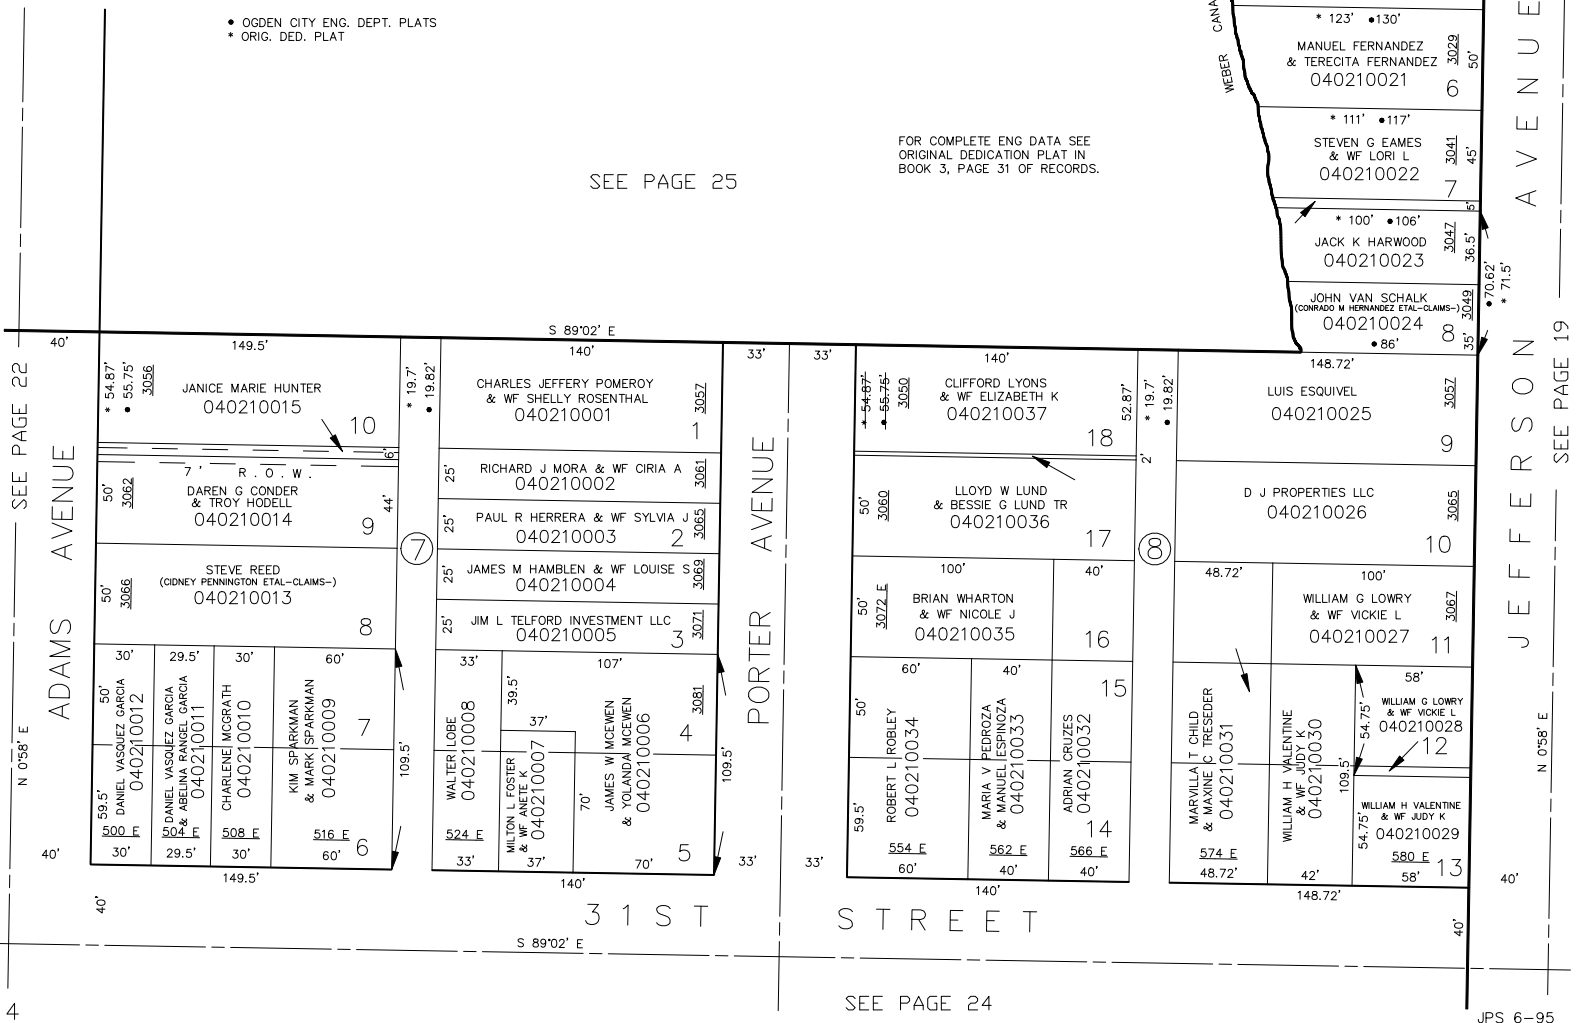 • OGDEN CITY ENG. DEPT. PLATS
* ORIG. DED. PLAT
SEE PAGE 25
FOR COMPLETE ENG DATA SEE
ORIGINAL DEDICATION PLAT IN
BOOK 3, PAGE 31 OF RECORDS.
WEBER CANA
* 123' •130'
MANUEL FERNANDEZ
& TERECITA FERNANDEZ
040210021
3029
50'
6
* 111' •117'
STEVEN G EAMES
& WF LORI L
040210022
3041
45'
7
5'
* 100' •106'
JACK K HARWOOD
040210023
3047
36.5'
JOHN VAN SCHALK
(CONRADO M HERNANDEZ ETAL-CLAIMS-)
040210024
3049
8
35'
•86'
• 70.62'
* 71.5'
JEFFERSON AVENUE
SEE PAGE 19
N 0°58' E
SEE PAGE 22
N 0°58' E
ADAMS AVENUE
40'
S 89°02' E
149.5'
* 54.87'
• 55.75'
3056
JANICE MARIE HUNTER
040210015
10
6'
7' R.O.W.
50'
3062
DAREN G CONDER
& TROY HODELL
040210014
9
44'
50'
3066
STEVE REED
(CIDNEY PENNINGTON ETAL-CLAIMS-)
040210013
8
30'
29.5'
30'
60'
50'
59.5'
DANIEL VASQUEZ GARCIA
040210012
DANIEL VASQUEZ GARCIA
& ABELINA RANGEL GARCIA
040210011
CHARLENE MCGRATH
040210010
KIM SPARKMAN
& MARK SPARKMAN
040210009
7
109.5'
500 E
504 E
508 E
516 E
6
30'
29.5'
30'
60'
149.5'
40'
40'
* 19.7'
• 19.82'
7
140'
CHARLES JEFFERY POMEROY
& WF SHELLY ROSENTHAL
040210001
3057
1
25'
RICHARD J MORA & WF CIRIA A
040210002
3061
25'
PAUL R HERRERA & WF SYLVIA J
040210003
3065
2
25'
JAMES M HAMBLEN & WF LOUISE S
040210004
3069
25'
JIM L TELFORD INVESTMENT LLC
040210005
3071
3
33'
107'
WALTER LOBE
040210008
39.5'
37'
MILTON L FOSTER
& WF ANETE K
040210007
70'
JAMES W MCEWEN
& YOLANDA MCEWEN
040210006
3081
4
109.5'
524 E
5
33'
37'
70'
140'
33'
33'
PORTER AVENUE
33'
33'
140'
* 54.87'
• 55.75'
3050
CLIFFORD LYONS
& WF ELIZABETH K
040210037
52.87'
18
2'
50'
3060
LLOYD W LUND
& BESSIE G LUND TR
040210036
17
100'
40'
50'
3072 E
BRIAN WHARTON
& WF NICOLE J
040210035
16
60'
40'
15
50'
59.5'
ROBERT L ROBLEY
040210034
MARIA V PEDROZA
& MANUEL ESPINOZA
040210033
ADRIAN CRUZES
040210032
14
554 E
562 E
566 E
60'
40'
40'
140'
* 19.7'
• 19.82'
8
148.72'
LUIS ESQUIVEL
040210025
3057
9
D J PROPERTIES LLC
040210026
3065
10
48.72'
100'
WILLIAM G LOWRY
& WF VICKIE L
040210027
3067
11
58'
MARVILLA T CHILD
& MAXINE C TRESEDER
040210031
WILLIAM H VALENTINE
& WF JUDY K
040210030
109.5'
54.75'
WILLIAM G LOWRY
& WF VICKIE L
040210028
12
54.75'
WILLIAM H VALENTINE
& WF JUDY K
040210029
574 E
580 E
13
48.72'
42'
58'
148.72'
40'
40'
31ST STREET
S 89°02' E
SEE PAGE 24
4
JPS 6-95